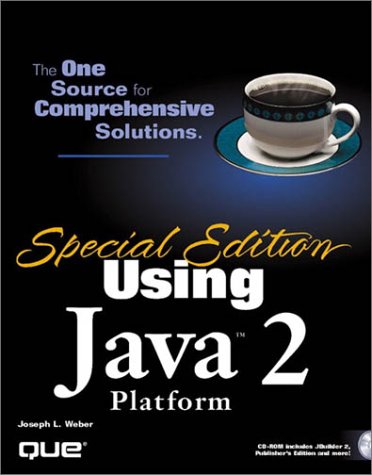 The One
Source for
Comprehensive
Solutions.
Special Edition
Using
Java™ 2
Platform
Joseph L. Weber
QUE®
CD-ROM includes JBuilder 2,
Publisher's Edition and more!